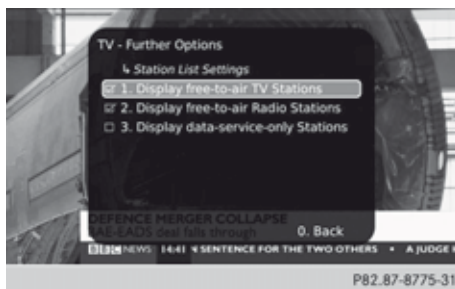 TV - Further Options
↳ Station List Settings
1. Display free-to-air TV Stations
2. Display free-to-air Radio Stations
3. Display data-service-only Stations
DEFENCE MERGER COLLAPSE
BAE-EADS deal falls through
0. Back
BBC NEWS 14:41 SENTENCE FOR THE TWO OTHERS • A JUDGE
P82.87-8775-31